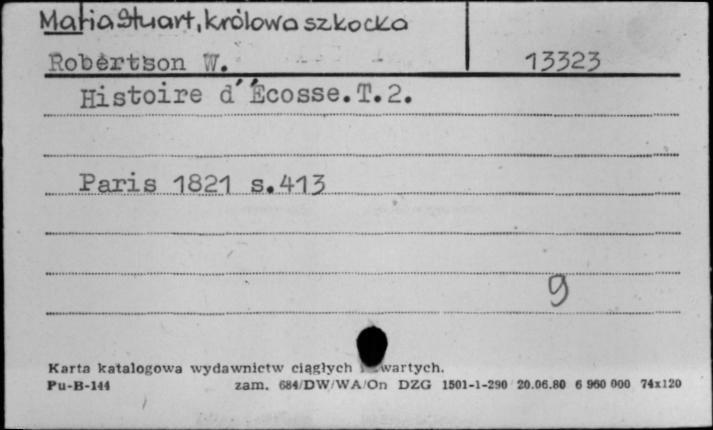 Maria Stuart, królowa szkocka
Robertson W. 13323
Histoire d'Écosse.T.2.
Paris 1821 s.413
9
Karta katalogowa wydawnictw ciągłych wartych.
Pu-B-144 zam. 684/DW/WA/On DZG 1501-1-290 20.06.80 6 960 000 74x120